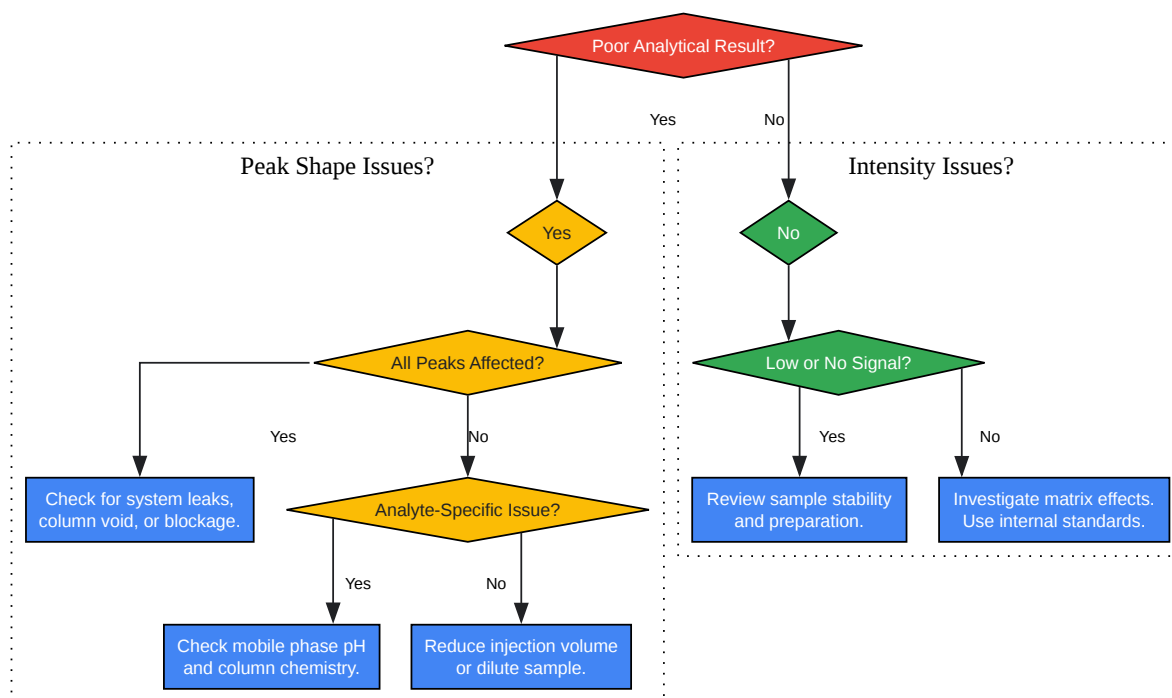 Poor Analytical Result?
Yes
No
Peak Shape Issues?
Intensity Issues?
Yes
No
All Peaks Affected?
Low or No Signal?
Yes
No
Yes
No
Check for system leaks,
column void, or blockage.
Analyte-Specific Issue?
Review sample stability
and preparation.
Investigate matrix effects.
Use internal standards.
Yes
No
Check mobile phase pH
and column chemistry.
Reduce injection volume
or dilute sample.